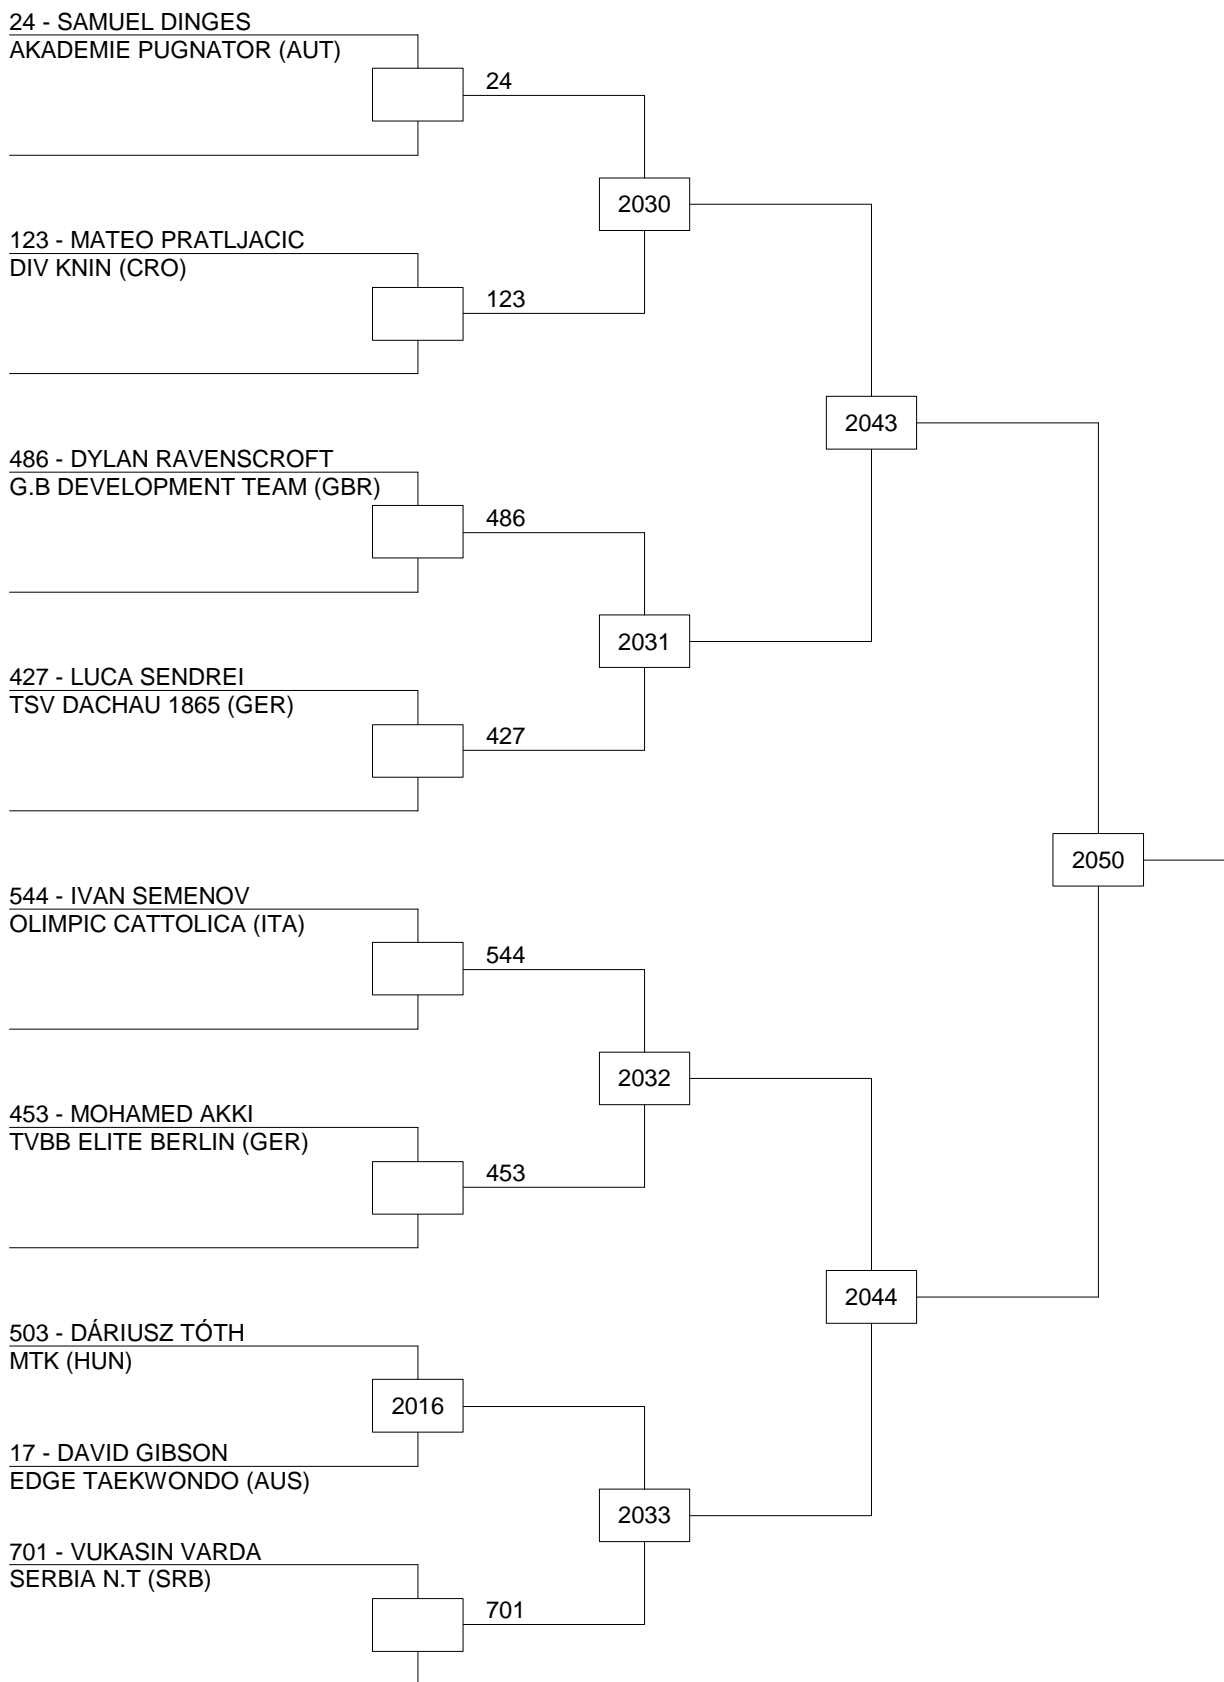 24 - SAMUEL DINGES
AKADEMIE PUGNATOR (AUT)
24
2030
123 - MATEO PRATLJACIC
DIV KNIN (CRO)
123
2043
486 - DYLAN RAVENSCROFT
G.B DEVELOPMENT TEAM (GBR)
486
2031
427 - LUCA SENDREI
TSV DACHAU 1865 (GER)
427
2050
544 - IVAN SEMENOV
OLIMPIC CATTOLICA (ITA)
544
2032
453 - MOHAMED AKKI
TVBB ELITE BERLIN (GER)
453
2044
503 - DÁRIUSZ TÓTH
MTK (HUN)
2016
17 - DAVID GIBSON
EDGE TAEKWONDO (AUS)
2033
701 - VUKASIN VARDA
SERBIA N.T (SRB)
701